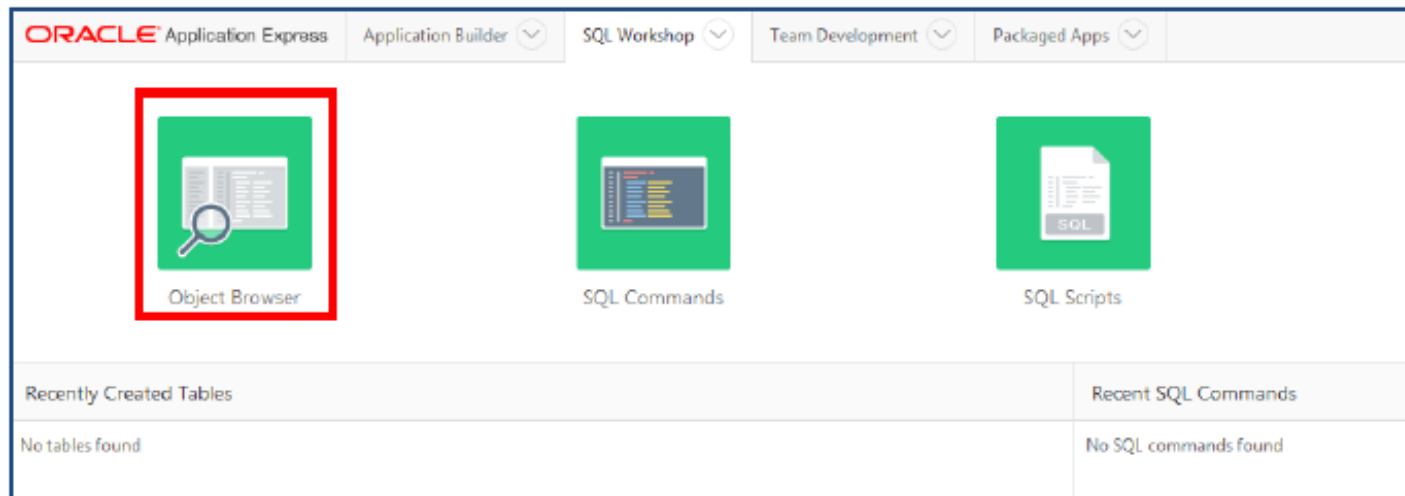 ORACLE Application Express Application Builder SQL Workshop Team Development Packaged Apps
SQL
Object Browser SQL Commands SQL Scripts
Recently Created Tables Recent SQL Commands
No tables found No SQL commands found